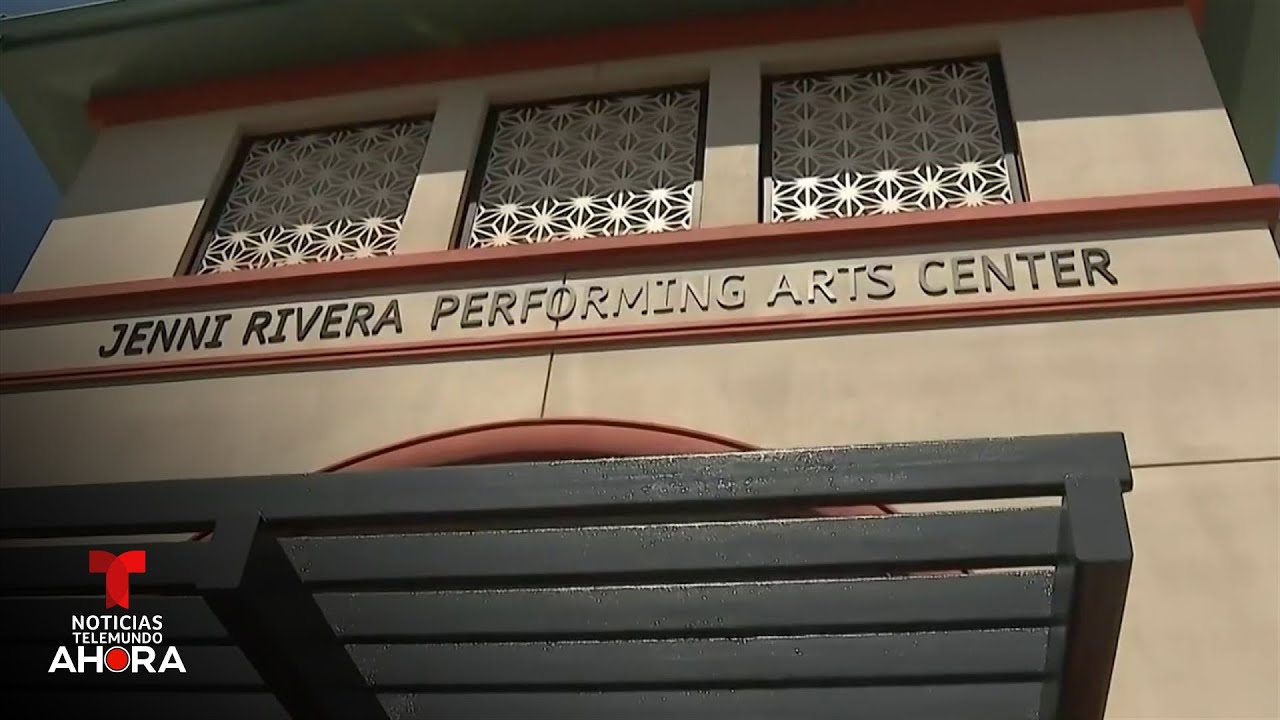 JENNI RIVERA PERFORMING ARTS CENTER
NOTICIAS
TELEMUNDO
AHORA